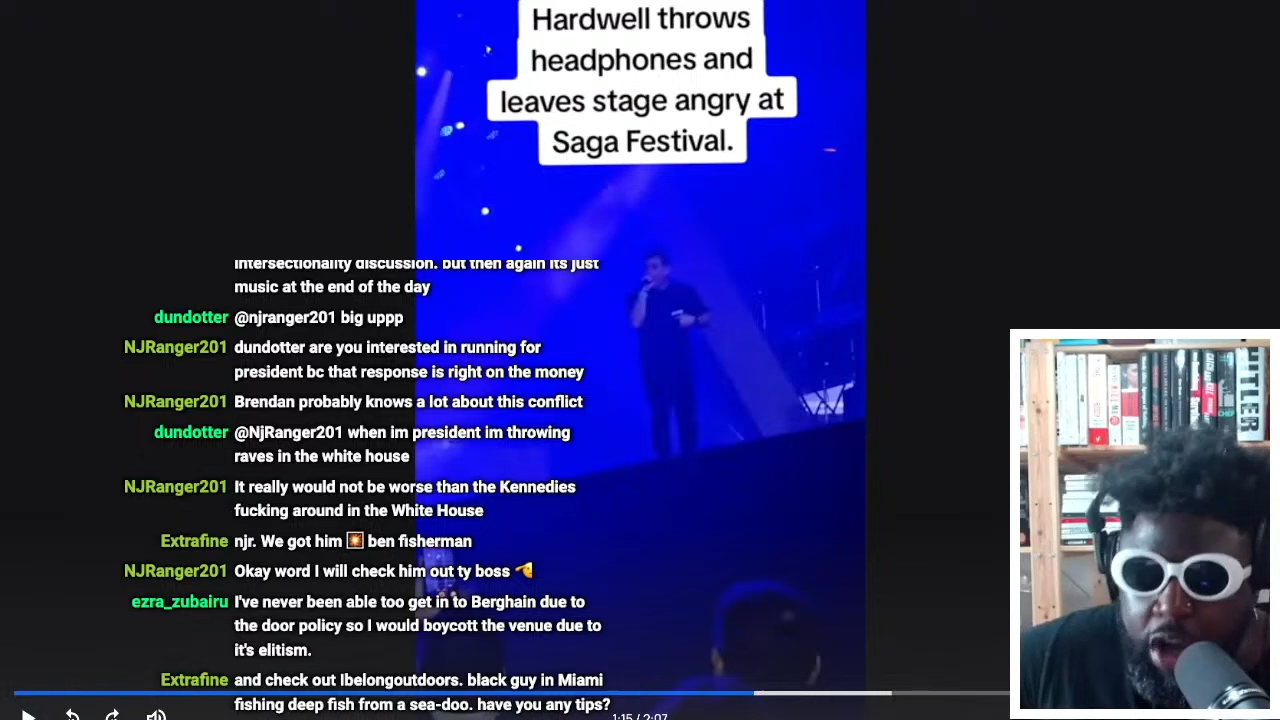 Hardwell throws
headphones and
leaves stage angry at
Saga Festival.
intersectionality discussion. but then again its just
music at the end of the day
dundotter @njranger201 big uppp
NJRanger201 dundotter are you interested in running for
president bc that response is right on the money
NJRanger201 Brendan probably knows a lot about this conflict
dundotter @NjRanger201 when im president im throwing
raves in the white house
NJRanger201 It really would not be worse than the Kennedies
fucking around in the White House
Extrafine njr. We got him fam fisherman
NJRanger201 Okay word I will check him out ty boss
ezra_zubairu I've never been able too get in to Berghain due to
the door policy so I would boycott the venue due to
it's elitism.
Extrafine and check out Ibelongoutdoors. black guy in Miami
fishing deep fish from a sea-doo. have you any tips?
1:15 / 2:07